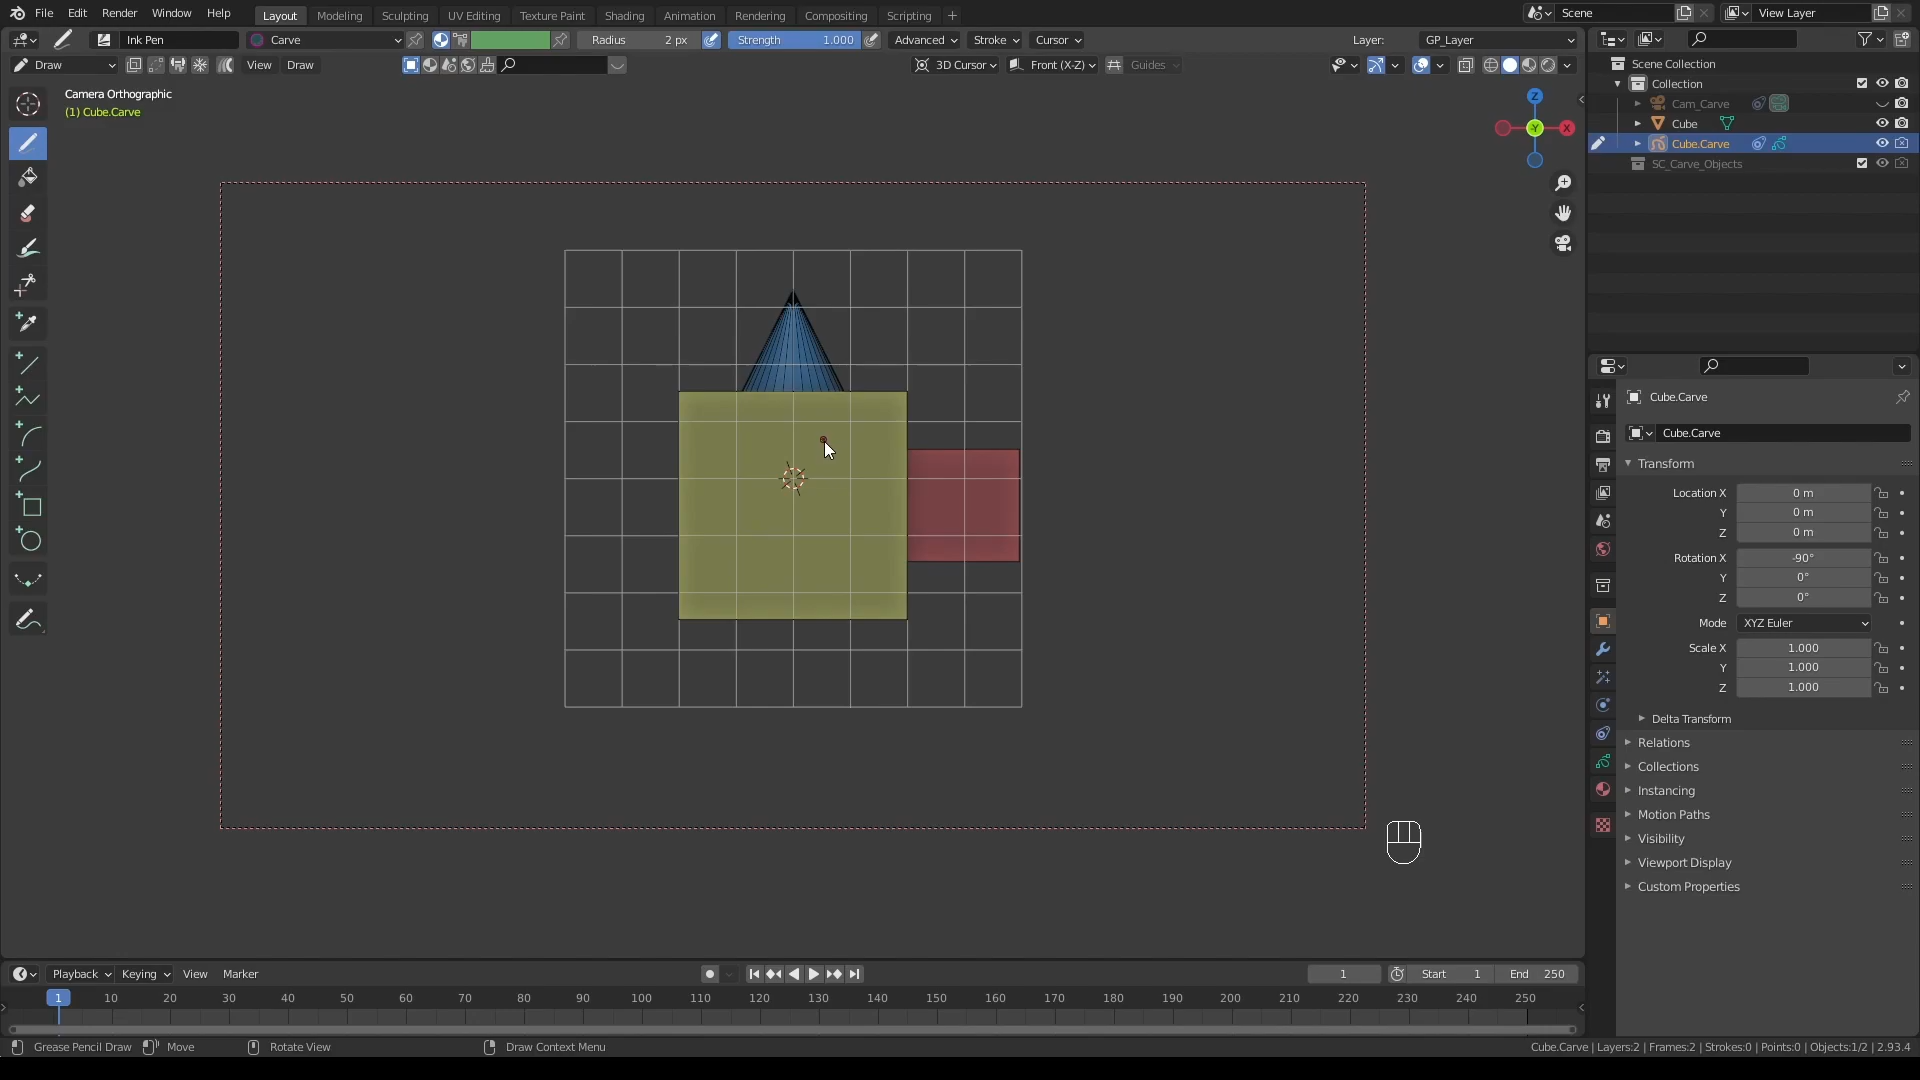 File Edit Render Window Help Layout Modeling Sculpting UV Editing Texture Paint Shading Animation Rendering Compositing Scripting + Scene View Layer
Ink Pen Carve Radius 2 px Strength 1.000 Advanced Stroke Cursor Layer: GP_Layer
Draw View Draw 3D Cursor Front (X-Z) Guides
Camera Orthographic
(1) Cube.Carve
Z
Y
X
Scene Collection
Collection
Cam_Carve
Cube
Cube.Carve
SC_Carve_Objects
Cube.Carve
Cube.Carve
Transform
Location X 0 m
Y 0 m
Z 0 m
Rotation X -90°
Y 0°
Z 0°
Mode XYZ Euler
Scale X 1.000
Y 1.000
Z 1.000
Delta Transform
Relations
Collections
Instancing
Motion Paths
Visibility
Viewport Display
Custom Properties
Playback Keying View Marker 1 Start 1 End 250
1 10 20 30 40 50 60 70 80 90 100 110 120 130 140 150 160 170 180 190 200 210 220 230 240 250
Grease Pencil Draw Move Rotate View Draw Context Menu Cube.Carve | Layers:2 | Frames:2 | Strokes:0 | Points:0 | Objects:1/2 | 2.93.4